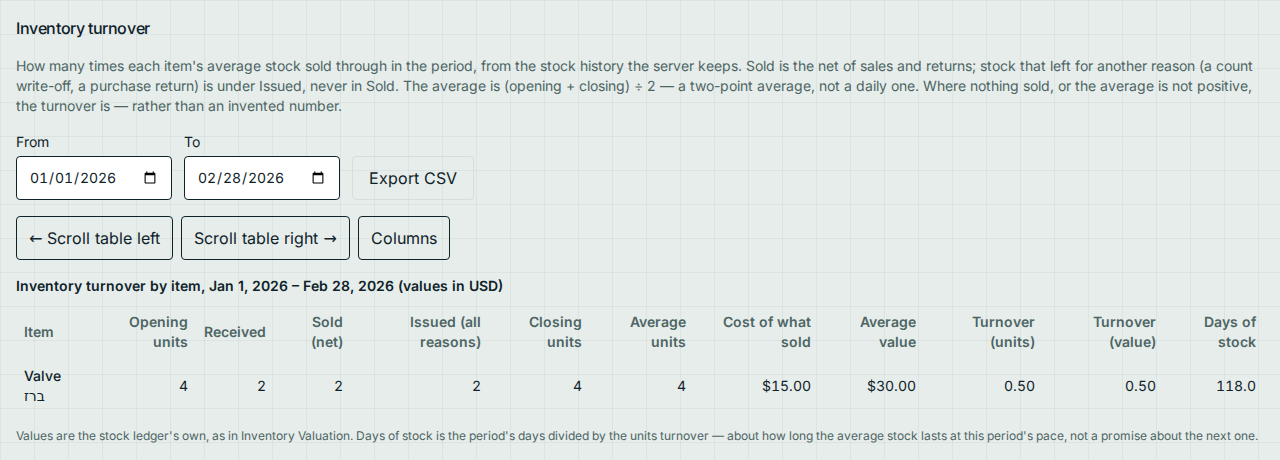 Inventory turnover
How many times each item's average stock sold through in the period, from the stock history the server keeps. Sold is the net of sales and returns; stock that left for another reason (a count
write-off, a purchase return) is under Issued, never in Sold. The average is (opening + closing) ÷ 2 — a two-point average, not a daily one. Where nothing sold, or the average is not positive,
the turnover is — rather than an invented number.
From To
01/01/2026 02/28/2026 Export CSV
← Scroll table left Scroll table right → Columns
Inventory turnover by item, Jan 1, 2026 – Feb 28, 2026 (values in USD)
Item Opening units Received Sold (net) Issued (all reasons) Closing units Average units Cost of what sold Average value Turnover (units) Turnover (value) Days of stock
Valve 4 2 2 2 4 4 $15.00 $30.00 0.50 0.50 118.0
ברז
Values are the stock ledger's own, as in Inventory Valuation. Days of stock is the period's days divided by the units turnover — about how long the average stock lasts at this period's pace, not a promise about the next one.